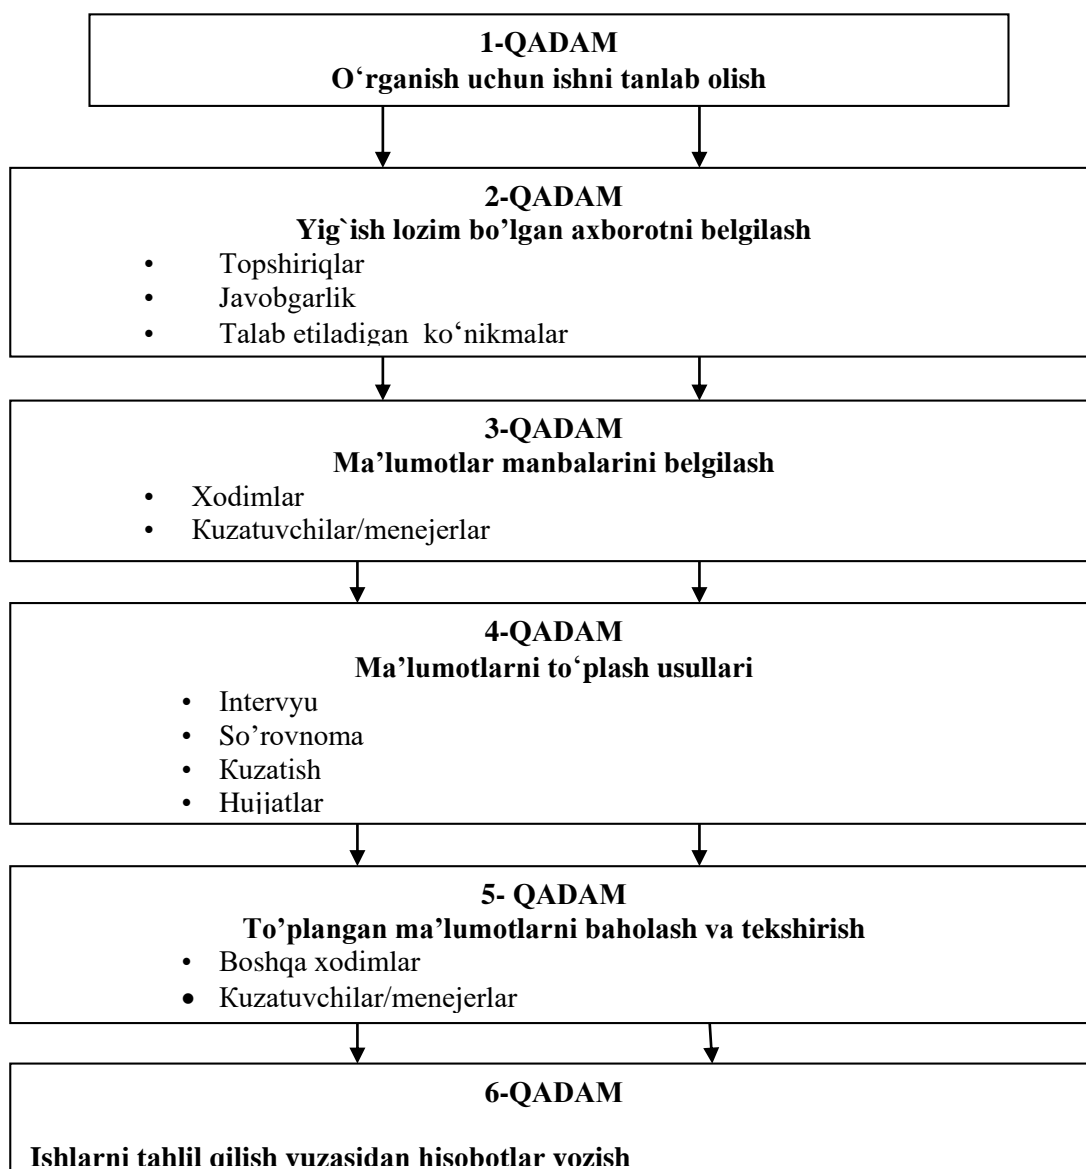 1-QADAM
O‘rganish uchun ishni tanlab olish
2-QADAM
Yig`ish lozim bo’lgan axborotni belgilash
• Topshiriqlar
• Javobgarlik
• Talab etiladigan ko‘nikmalar
3-QADAM
Ma’lumotlar manbalarini belgilash
• Xodimlar
• Kuzatuvchilar/menejerlar
4-QADAM
Ma’lumotlarni to‘plash usullari
• Intervyu
• So’rovnoma
• Kuzatish
• Hujjatlar
5- QADAM
To’plangan ma’lumotlarni baholash va tekshirish
• Boshqa xodimlar
• Kuzatuvchilar/menejerlar
6-QADAM
Ishlarni tahlil qilish yuzasidan hisobotlar yozish